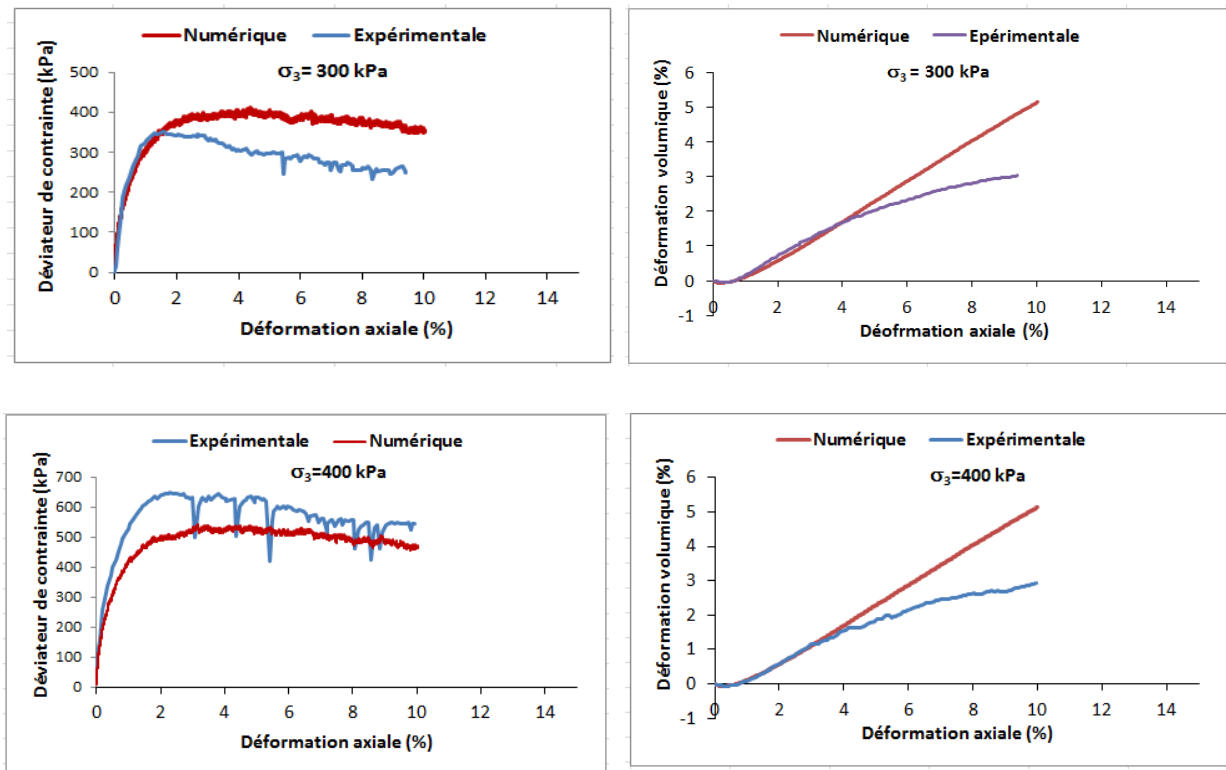 Numérique Expérimentale
σ3= 300 kPa
Déviateur de contrainte (kPa)
500
400
300
200
100
0
0 2 4 6 8 10 12 14
Déformation axiale (%)
Numérique Epérimentale
σ3 = 300 kPa
Déformation volumique (%)
6
5
4
3
2
1
0
-1
0 2 4 6 8 10 12 14
Déofrmation axiale (%)
Expérimentale Numérique
σ3=400 kPa
Déviateur de contrainte (kPa)
700
600
500
400
300
200
100
0
0 2 4 6 8 10 12 14
Déformation axiale (%)
Numérique Expérimentale
σ3=400 kPa
Déformation volumique (%)
6
5
4
3
2
1
0
-1
0 2 4 6 8 10 12 14
Déformation axiale (%)